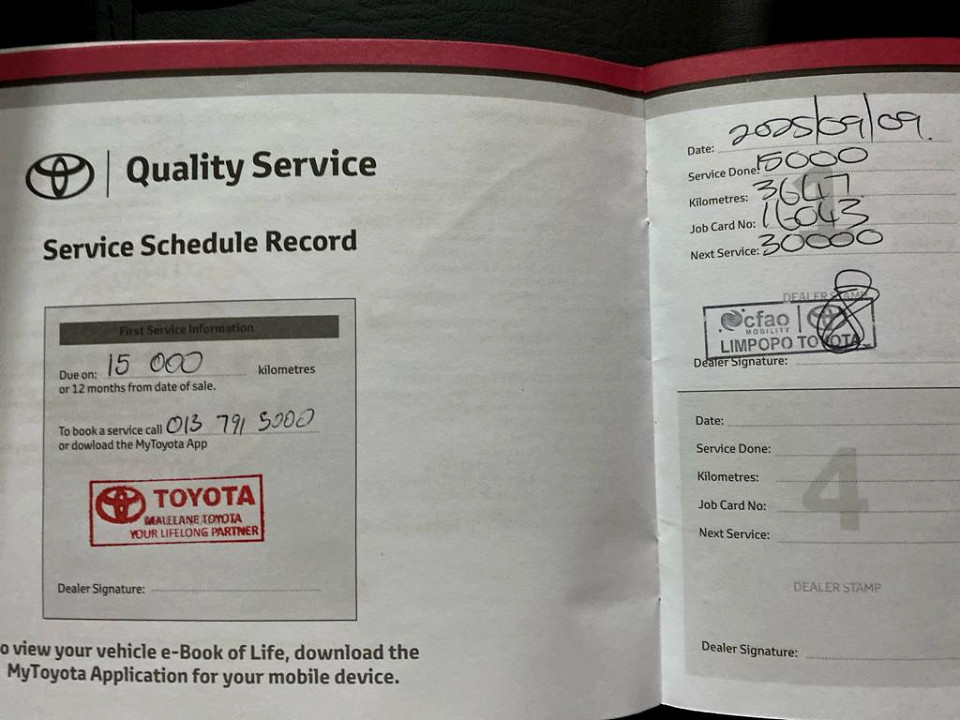 Quality Service
Service Schedule Record
First Service Information
Due on: 15 000 kilometres
or 12 months from date of sale.
To book a service call 013 791 5000
or dowload the MyToyota App
TOYOTA
MALELANE TOYOTA
YOUR LIFELONG PARTNER
Dealer Signature:
o view your vehicle e-Book of Life, download the
MyToyota Application for your mobile device.
Date: 2025/09/09.
Service Done: 15000
Kilometres: 3647
Job Card No: 16043
Next Service: 30000
DEALER STAMP
cfao
MOBILITY
LIMPOPO TOYOTA
Dealer Signature:
Date:
Service Done:
Kilometres:
4
Job Card No:
Next Service:
DEALER STAMP
Dealer Signature: